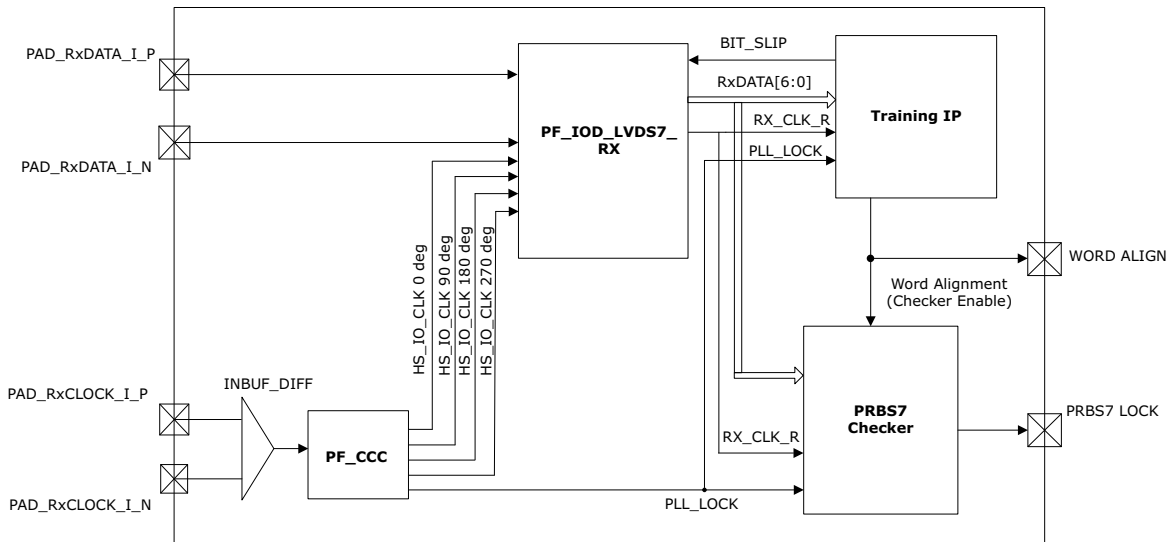 PAD_RxDATA_I_P
PAD_RxDATA_I_N
PF_IOD_LVDS7_
RX
BIT_SLIP
RxDATA[6:0]
RX_CLK_R
PLL_LOCK
Training IP
WORD ALIGN
Word Alignment
(Checker Enable)
HS_IO_CLK 0 deg
HS_IO_CLK 90 deg
HS_IO_CLK 180 deg
HS_IO_CLK 270 deg
PAD_RxCLOCK_I_P
INBUF_DIFF
PF_CCC
PAD_RxCLOCK_I_N
RX_CLK_R
PLL_LOCK
PRBS7
Checker
PRBS7 LOCK